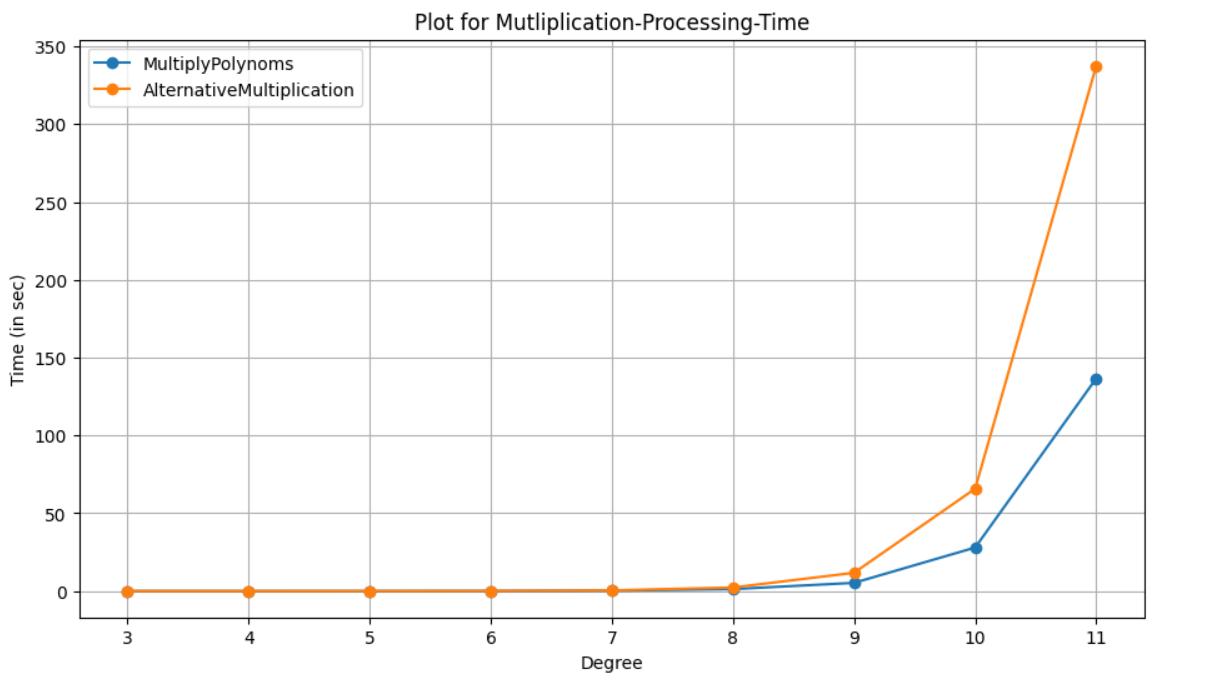 Plot for Mutliplication-Processing-Time
MultiplyPolynoms
AlternativeMultiplication
Time (in sec)
350
300
250
200
150
100
50
0
3 4 5 6 7 8 9 10 11
Degree